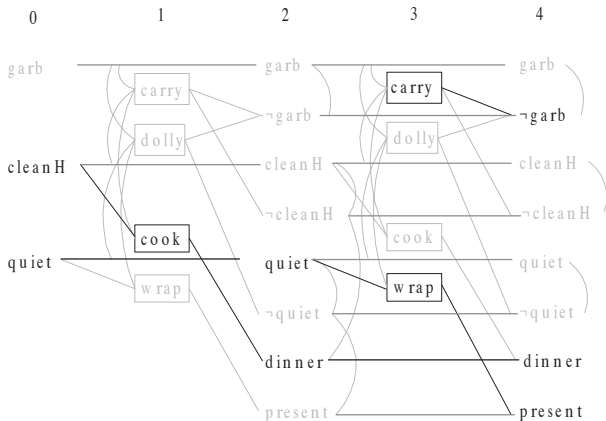 0 1 2 3 4
garb garb garb
carry carry
¬garb ¬garb
dolly dolly
cleanH cleanH cleanH
¬cleanH ¬cleanH
cook cook
quiet quiet quiet
wrap wrap
¬quiet ¬quiet
dinner dinner
present present